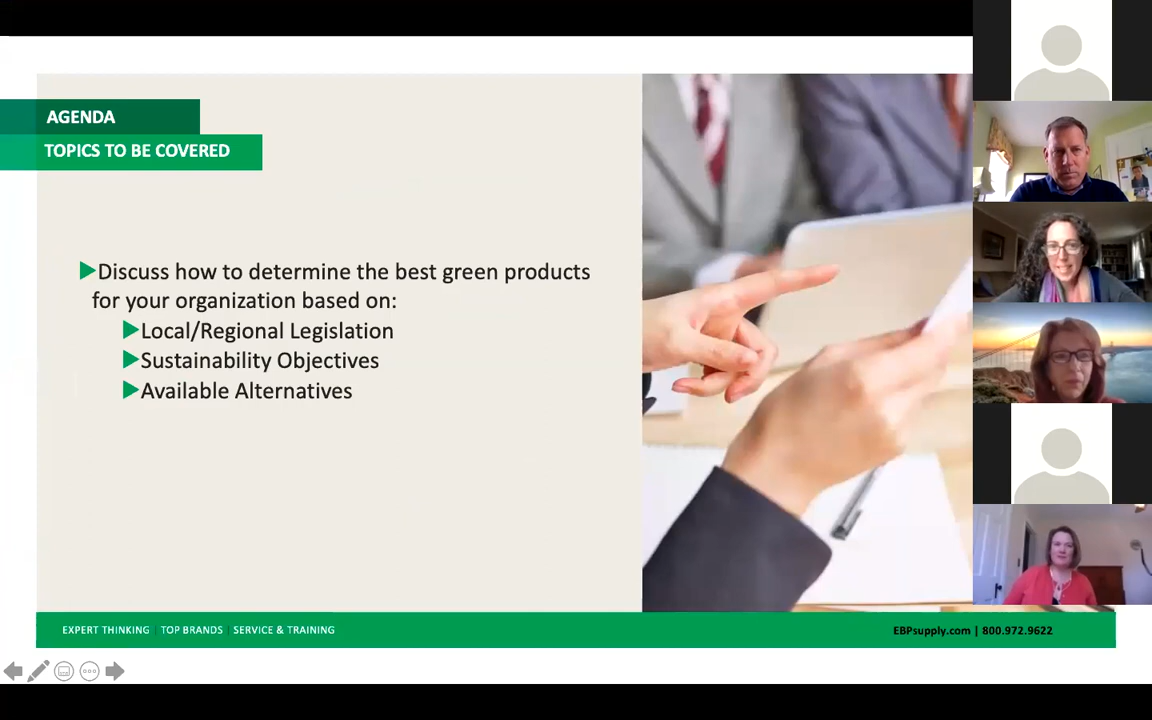 AGENDA
TOPICS TO BE COVERED
▶Discuss how to determine the best green products
for your organization based on:
▶Local/Regional Legislation
▶Sustainability Objectives
▶Available Alternatives
EXPERT THINKING | TOP BRANDS | SERVICE & TRAINING
EBPsupply.com | 800.972.9622